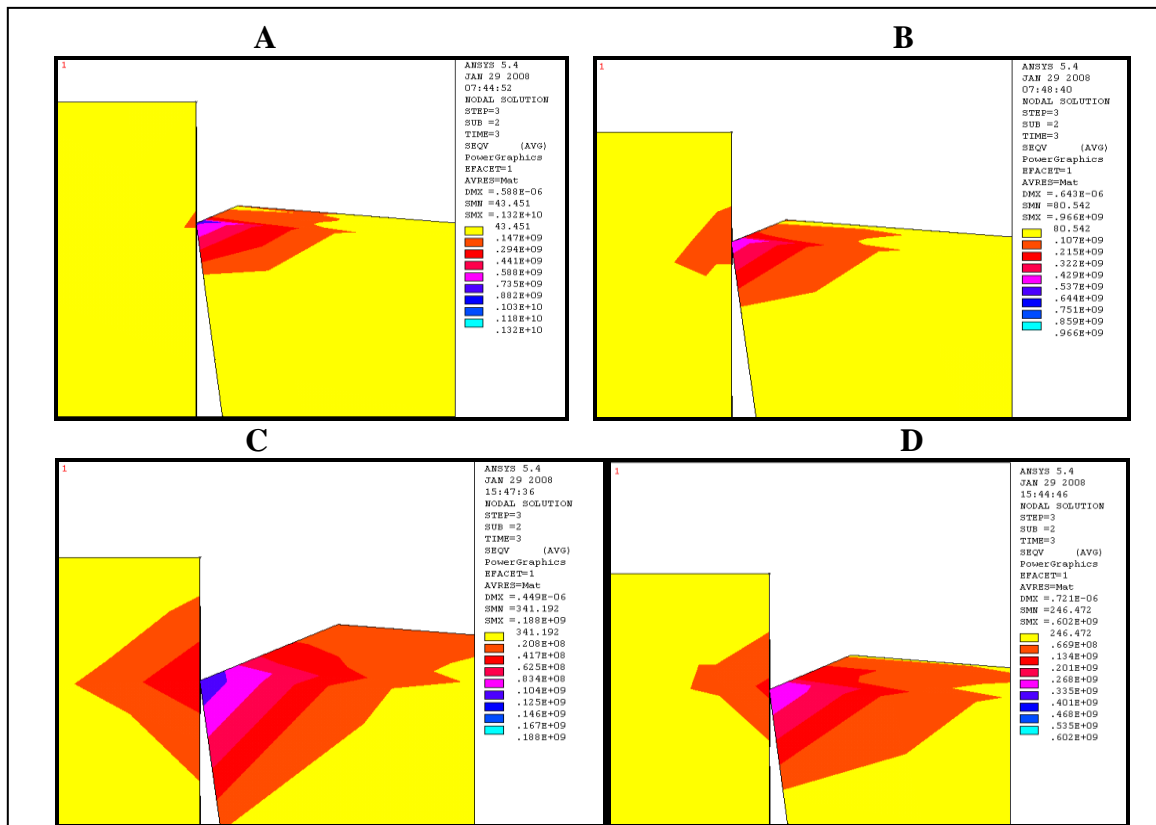 A
1
ANSYS 5.4
JAN 29 2008
07:44:52
NODAL SOLUTION
STEP=3
SUB =2
TIME=3
SEQV (AVG)
PowerGraphics
EFACET=1
AVRES=Mat
DMX =.588E-06
SMN =43.451
SMX =.132E+10
43.451
.147E+09
.294E+09
.441E+09
.588E+09
.735E+09
.882E+09
.103E+10
.118E+10
.132E+10
B
1
ANSYS 5.4
JAN 29 2008
07:48:40
NODAL SOLUTION
STEP=3
SUB =2
TIME=3
SEQV (AVG)
PowerGraphics
EFACET=1
AVRES=Mat
DMX =.643E-06
SMN =80.542
SMX =.966E+09
80.542
.107E+09
.215E+09
.322E+09
.429E+09
.537E+09
.644E+09
.751E+09
.859E+09
.966E+09
C
1
ANSYS 5.4
JAN 29 2008
15:47:36
NODAL SOLUTION
STEP=3
SUB =2
TIME=3
SEQV (AVG)
PowerGraphics
EFACET=1
AVRES=Mat
DMX =.449E-06
SMN =341.192
SMX =.188E+09
341.192
.208E+08
.417E+08
.625E+08
.834E+08
.104E+09
.125E+09
.146E+09
.167E+09
.188E+09
D
1
ANSYS 5.4
JAN 29 2008
15:44:46
NODAL SOLUTION
STEP=3
SUB =2
TIME=3
SEQV (AVG)
PowerGraphics
EFACET=1
AVRES=Mat
DMX =.721E-06
SMN =246.472
SMX =.602E+09
246.472
.669E+08
.134E+09
.201E+09
.268E+09
.335E+09
.401E+09
.468E+09
.535E+09
.602E+09